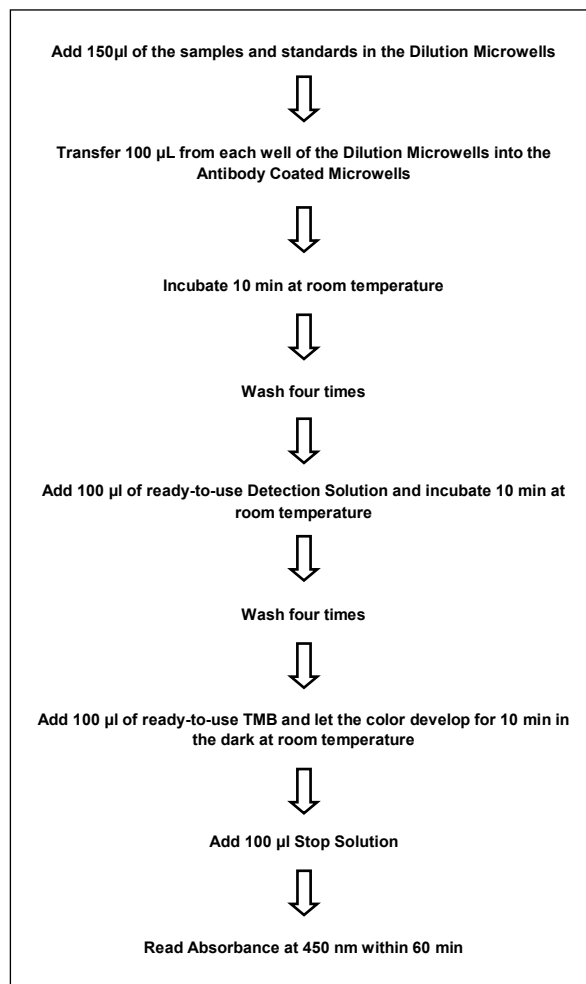 Add 150µl of the samples and standards in the Dilution Microwells
Transfer 100 µL from each well of the Dilution Microwells into the
Antibody Coated Microwells
Incubate 10 min at room temperature
Wash four times
Add 100 µl of ready-to-use Detection Solution and incubate 10 min at
room temperature
Wash four times
Add 100 µl of ready-to-use TMB and let the color develop for 10 min in
the dark at room temperature
Add 100 µl Stop Solution
Read Absorbance at 450 nm within 60 min